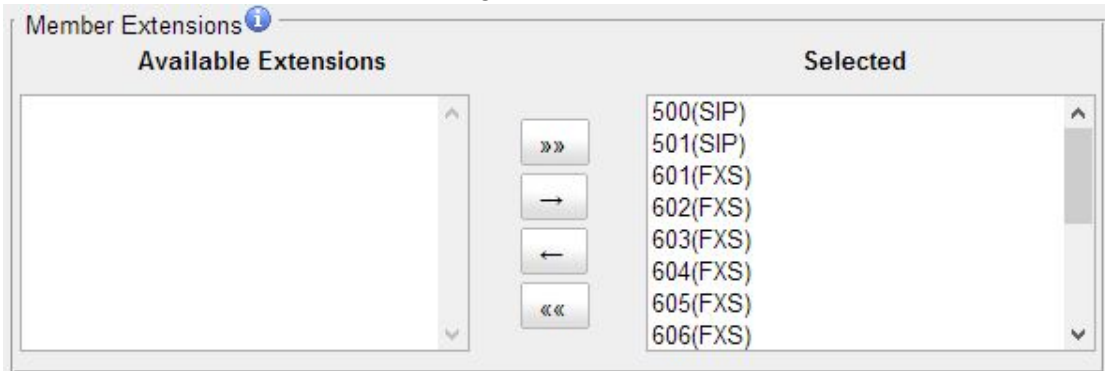 Member Extensions
Available Extensions
Selected
»»
→
←
««
500(SIP)
501(SIP)
601(FXS)
602(FXS)
603(FXS)
604(FXS)
605(FXS)
606(FXS)